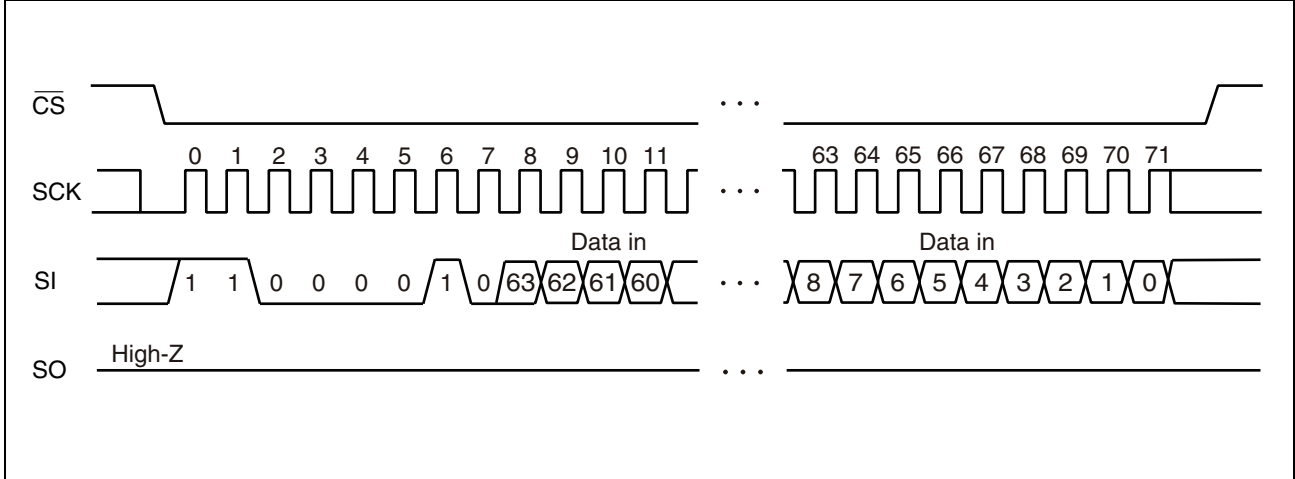 CS
0 1 2 3 4 5 6 7 8 9 10 11 ... 63 64 65 66 67 68 69 70 71
SCK ...
Data in Data in
SI 1 1 0 0 0 0 1 0 63 62 61 60 ... 8 7 6 5 4 3 2 1 0
High-Z
SO ...